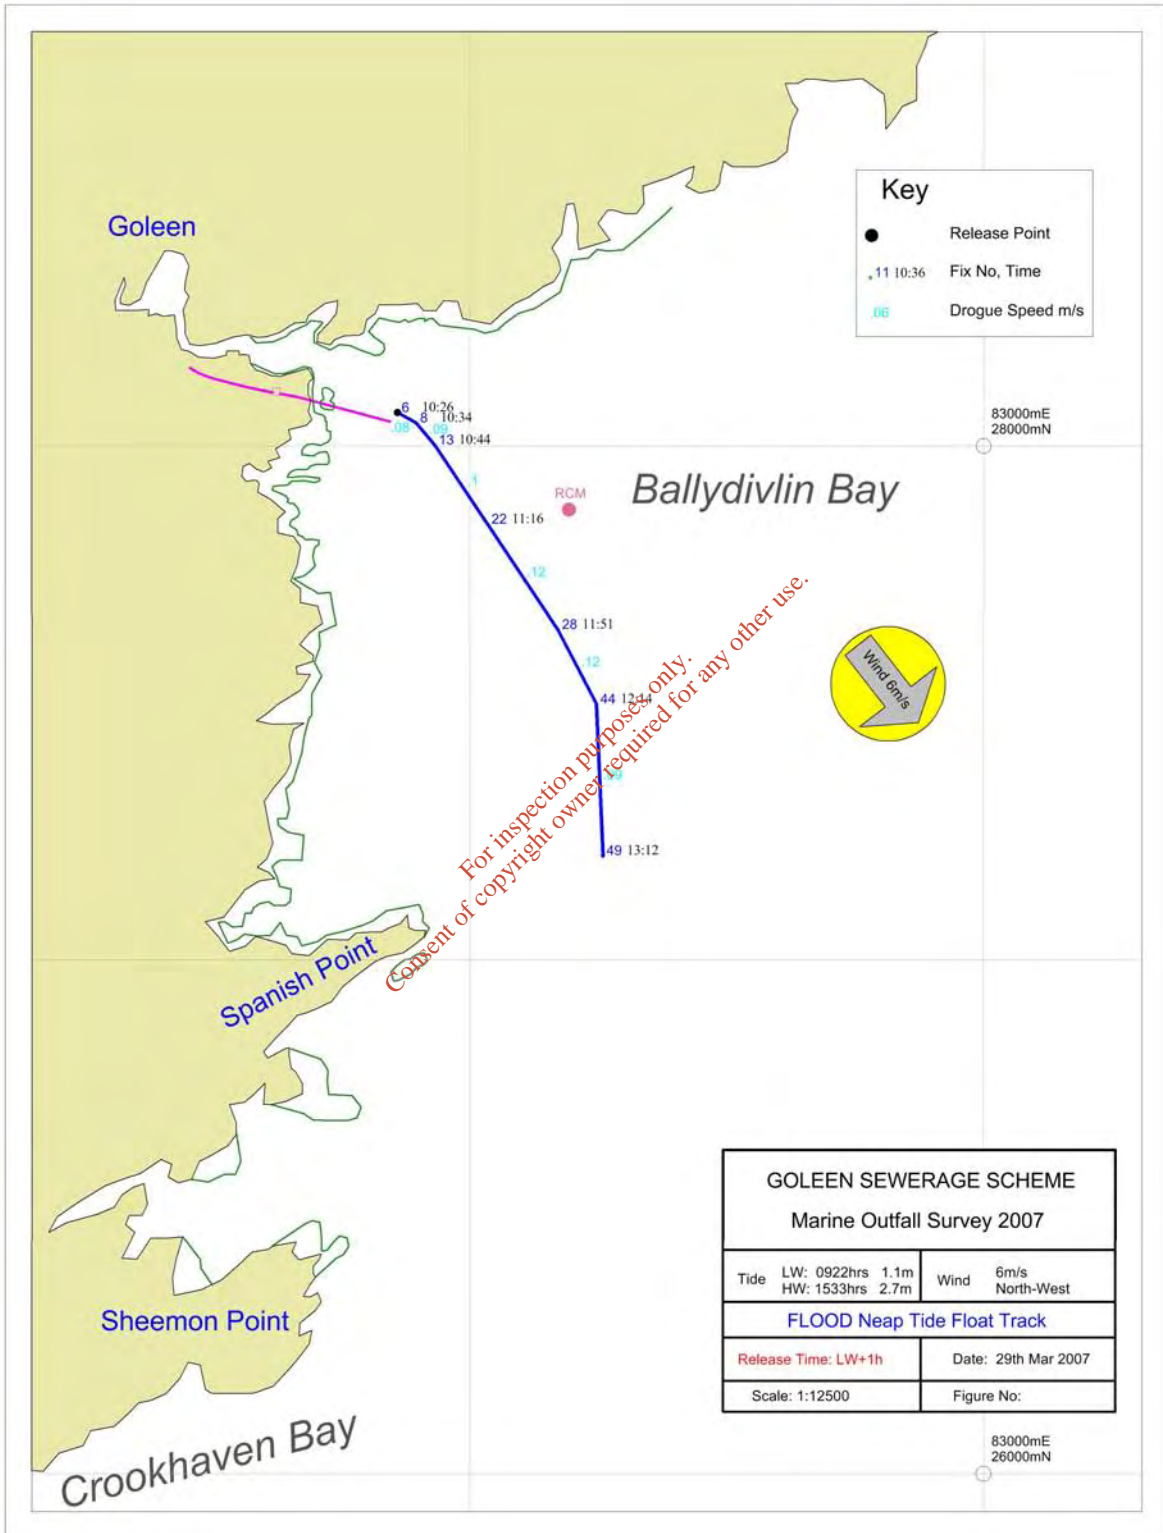 Key
Release Point
11 10:36 Fix No, Time
.06 Drogue Speed m/s
Goleen
6 10:26
8 10:34
.08 .09
13 10:44
83000mE
28000mN
.1
RCM
Ballydivlin Bay
22 11:16
.12
28 11:51
.12
Wind 6m/s
44 12:14
.09
49 13:12
For inspection purposes only.
Consent of copyright owner required for any other use.
Spanish Point
Sheemon Point
Crookhaven Bay
GOLEEN SEWERAGE SCHEME
Marine Outfall Survey 2007
Tide LW: 0922hrs 1.1m
HW: 1533hrs 2.7m
Wind 6m/s
North-West
FLOOD Neap Tide Float Track
Release Time: LW+1h Date: 29th Mar 2007
Scale: 1:12500 Figure No:
83000mE
26000mN